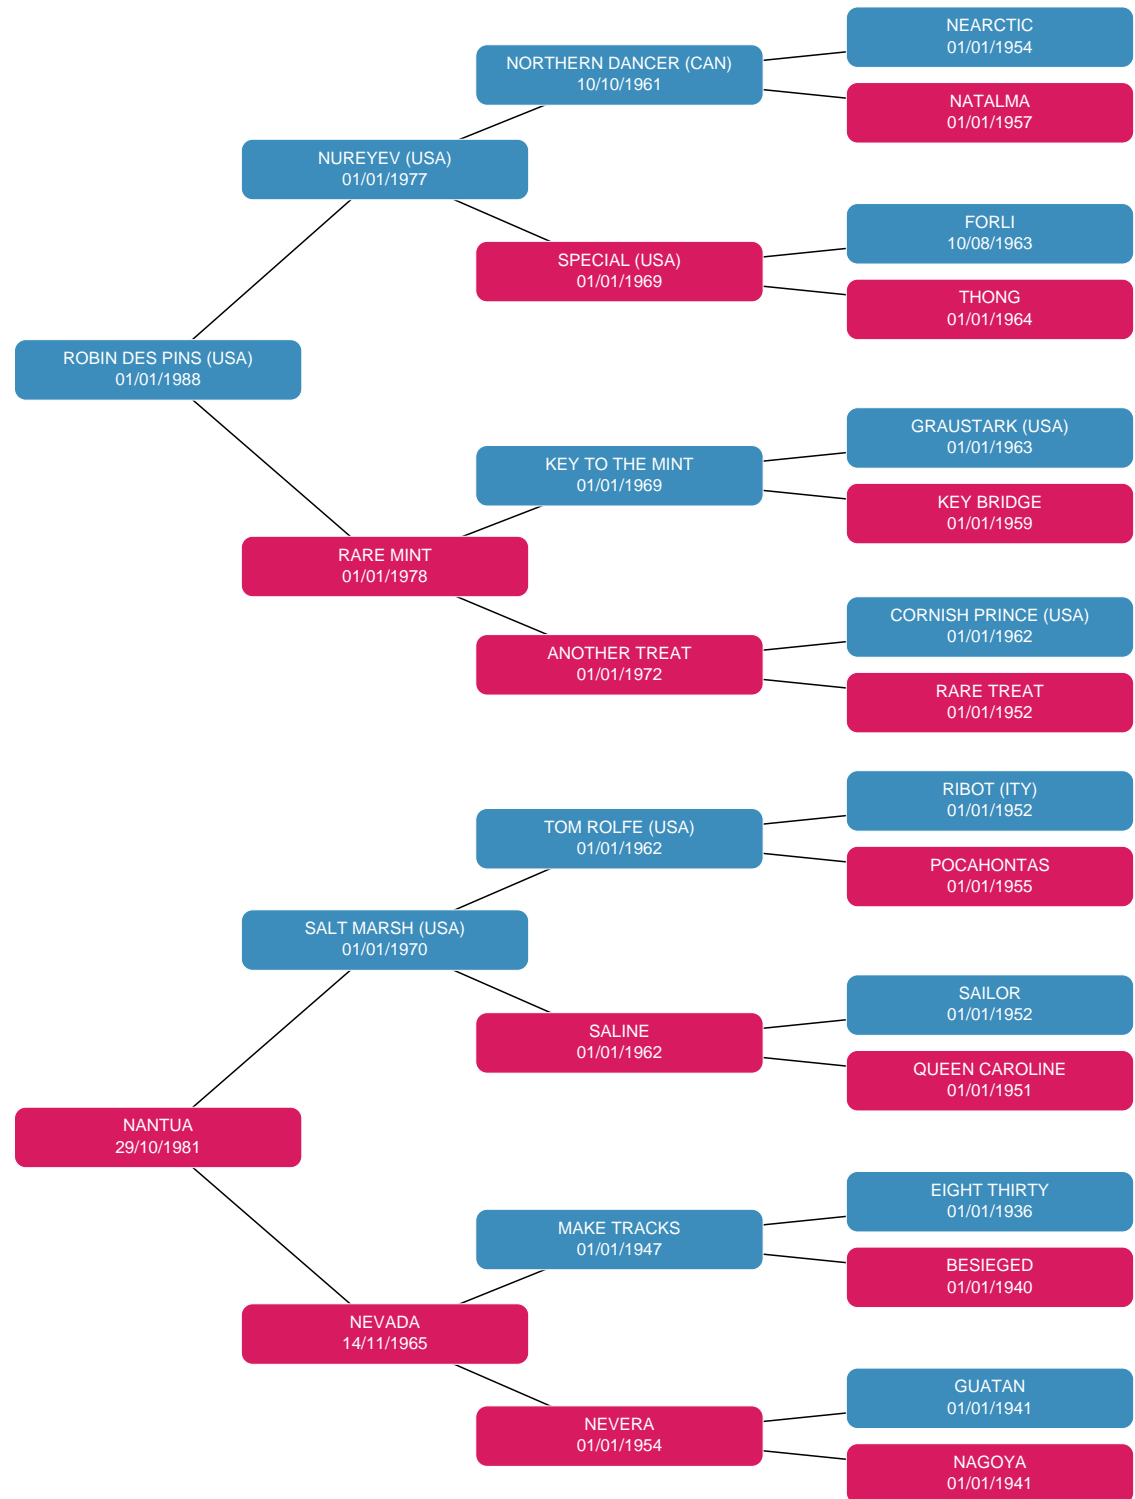 NEARCTIC
01/01/1954
NORTHERN DANCER (CAN)
10/10/1961
NATALMA
01/01/1957
NUREYEV (USA)
01/01/1977
FORLI
10/08/1963
SPECIAL (USA)
01/01/1969
THONG
01/01/1964
ROBIN DES PINS (USA)
01/01/1988
GRAUSTARK (USA)
01/01/1963
KEY TO THE MINT
01/01/1969
KEY BRIDGE
01/01/1959
RARE MINT
01/01/1978
CORNISH PRINCE (USA)
01/01/1962
ANOTHER TREAT
01/01/1972
RARE TREAT
01/01/1952
RIBOT (ITY)
01/01/1952
TOM ROLFE (USA)
01/01/1962
POCAHONTAS
01/01/1955
SALT MARSH (USA)
01/01/1970
SAILOR
01/01/1952
SALINE
01/01/1962
QUEEN CAROLINE
01/01/1951
NANTUA
29/10/1981
EIGHT THIRTY
01/01/1936
MAKE TRACKS
01/01/1947
BESIEGED
01/01/1940
NEVADA
14/11/1965
GUATAN
01/01/1941
NEVERA
01/01/1954
NAGOYA
01/01/1941